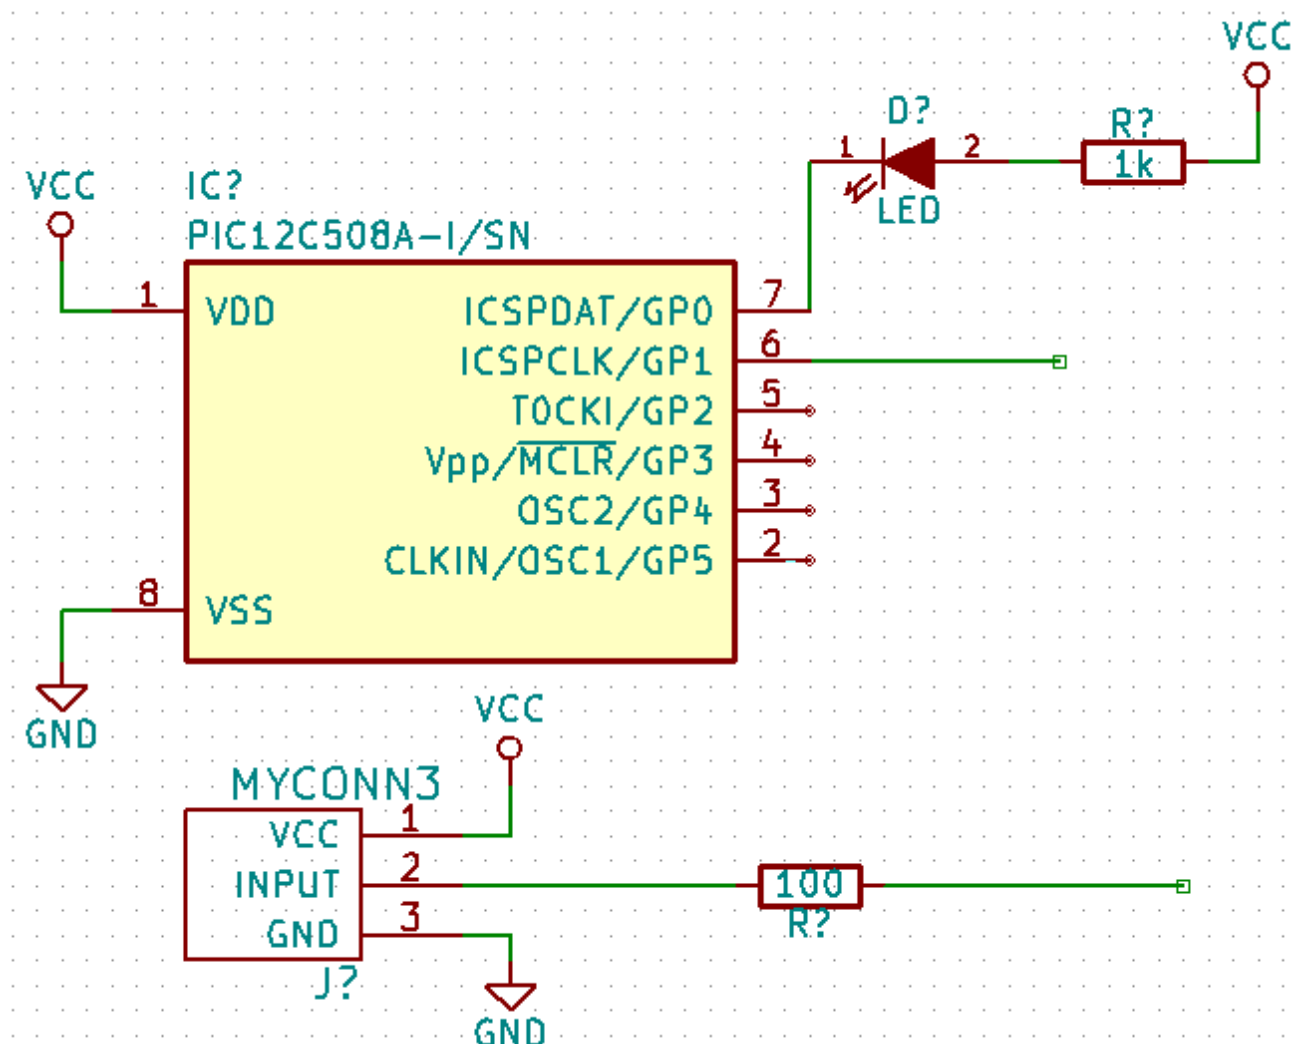 VCC
D?
R?
1 2
1k
LED
VCC
IC?
PIC12C508A-I/SN
1 VDD ICSPDAT/GP0 7
ICSPCLK/GP1 6
T0CKI/GP2 5
Vpp/MCLR/GP3 4
OSC2/GP4 3
CLKIN/OSC1/GP5 2
8 VSS
GND
VCC
MYCONN3
VCC 1
INPUT 2
100
GND 3
R?
J?
GND